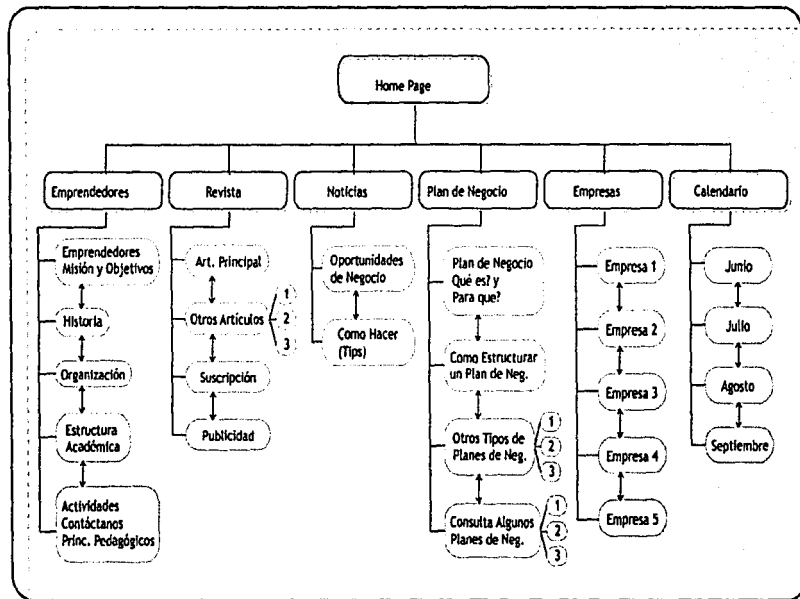 Home Page
Emprendedores
Revista
Noticias
Plan de Negocio
Empresas
Calendario
Emprendedores
Misión y Objetivos
Historia
Organización
Estructura
Académica
Actividades
Contáctanos
Princ. Pedagógicos
Art. Principal
Otros Artículos
1
2
3
Suscripción
Publicidad
Oportunidades
de Negocio
Como Hacer
(Tips)
Plan de Negocio
Qué es? y
Para que?
Como Estructurar
un Plan de Neg.
Otros Tipos de
Planes de Neg.
1
2
3
Consulta Algunos
Planes de Neg.
1
2
3
Empresa 1
Empresa 2
Empresa 3
Empresa 4
Empresa 5
Junio
Julio
Agosto
Septiembre